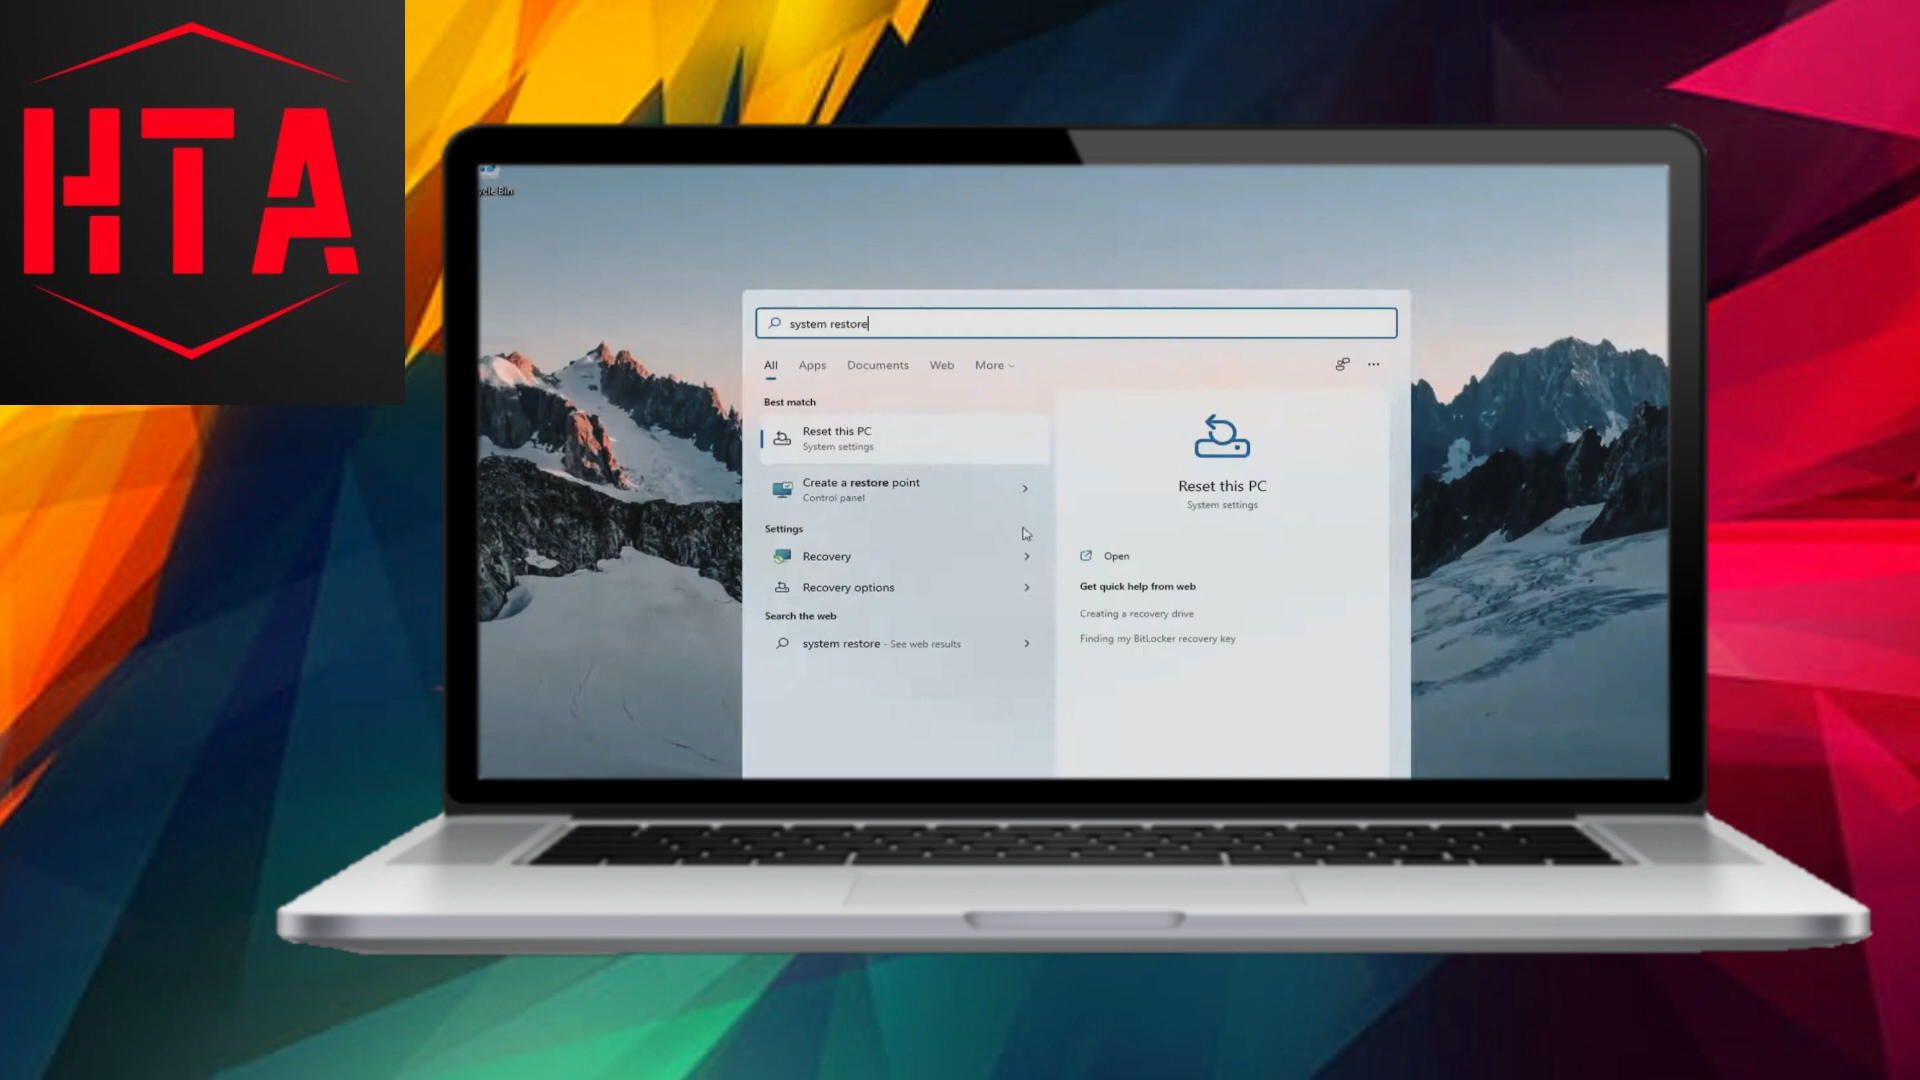 HTA
ycle Bin
system restore
All Apps Documents Web More
Best match
Reset this PC
System settings
Create a restore point
Control panel
Settings
Recovery
Recovery options
Search the web
system restore - See web results
Reset this PC
System settings
Open
Get quick help from web
Creating a recovery drive
Finding my BitLocker recovery key